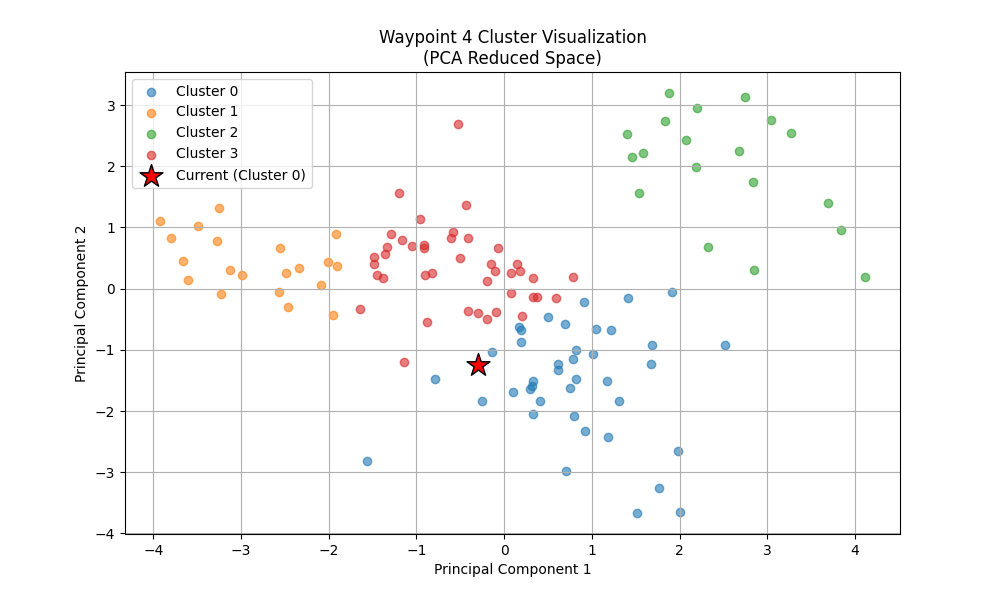 Waypoint 4 Cluster Visualization
(PCA Reduced Space)
Cluster 0
Cluster 1
Cluster 2
Cluster 3
Current (Cluster 0)
Principal Component 2
3
2
1
0
−1
−2
−3
−4
−4
−3
−2
−1
0
1
2
3
4
Principal Component 1